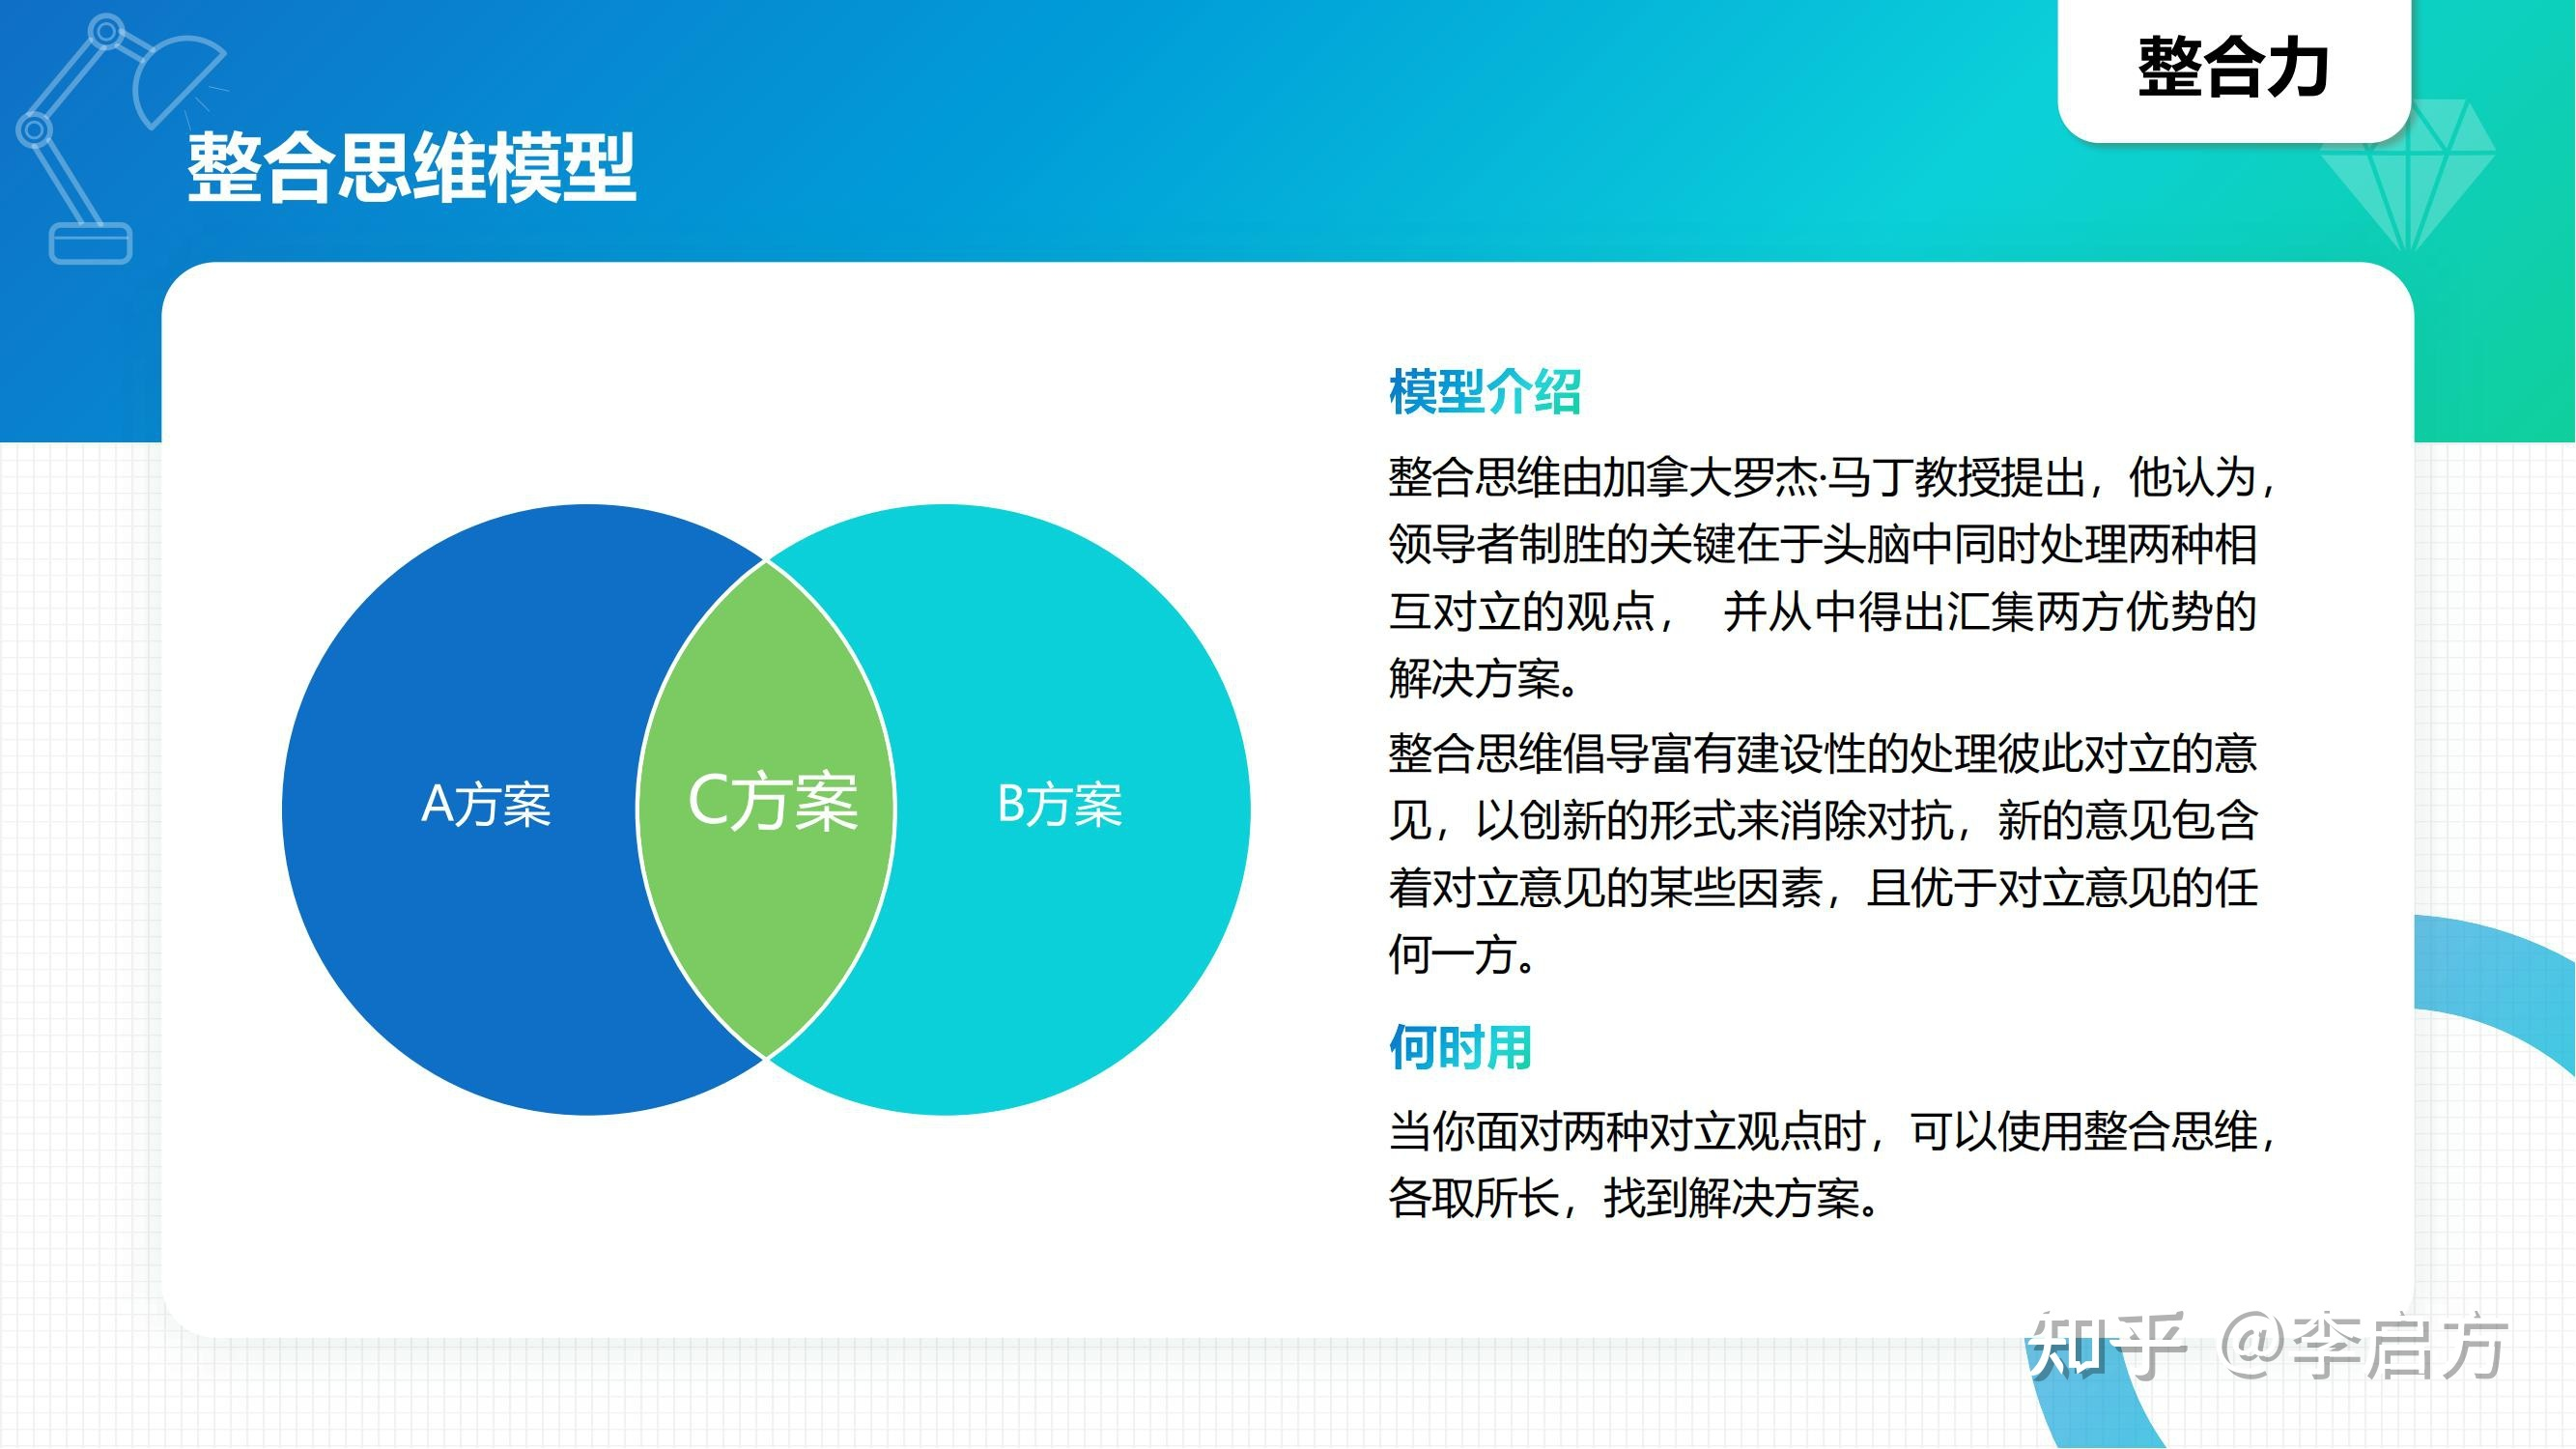 整合力
整合思维模型
模型介绍
整合思维由加拿大罗杰·马丁教授提出，他认为，
领导者制胜的关键在于头脑中同时处理两种相
互对立的观点， 并从中得出汇集两方优势的
解决方案。
整合思维倡导富有建设性的处理彼此对立的意
见，以创新的形式来消除对抗，新的意见包含
着对立意见的某些因素，且优于对立意见的任
何一方。
A方案
C方案
B方案
何时用
当你面对两种对立观点时，可以使用整合思维，
各取所长，找到解决方案。
知乎 @李启方